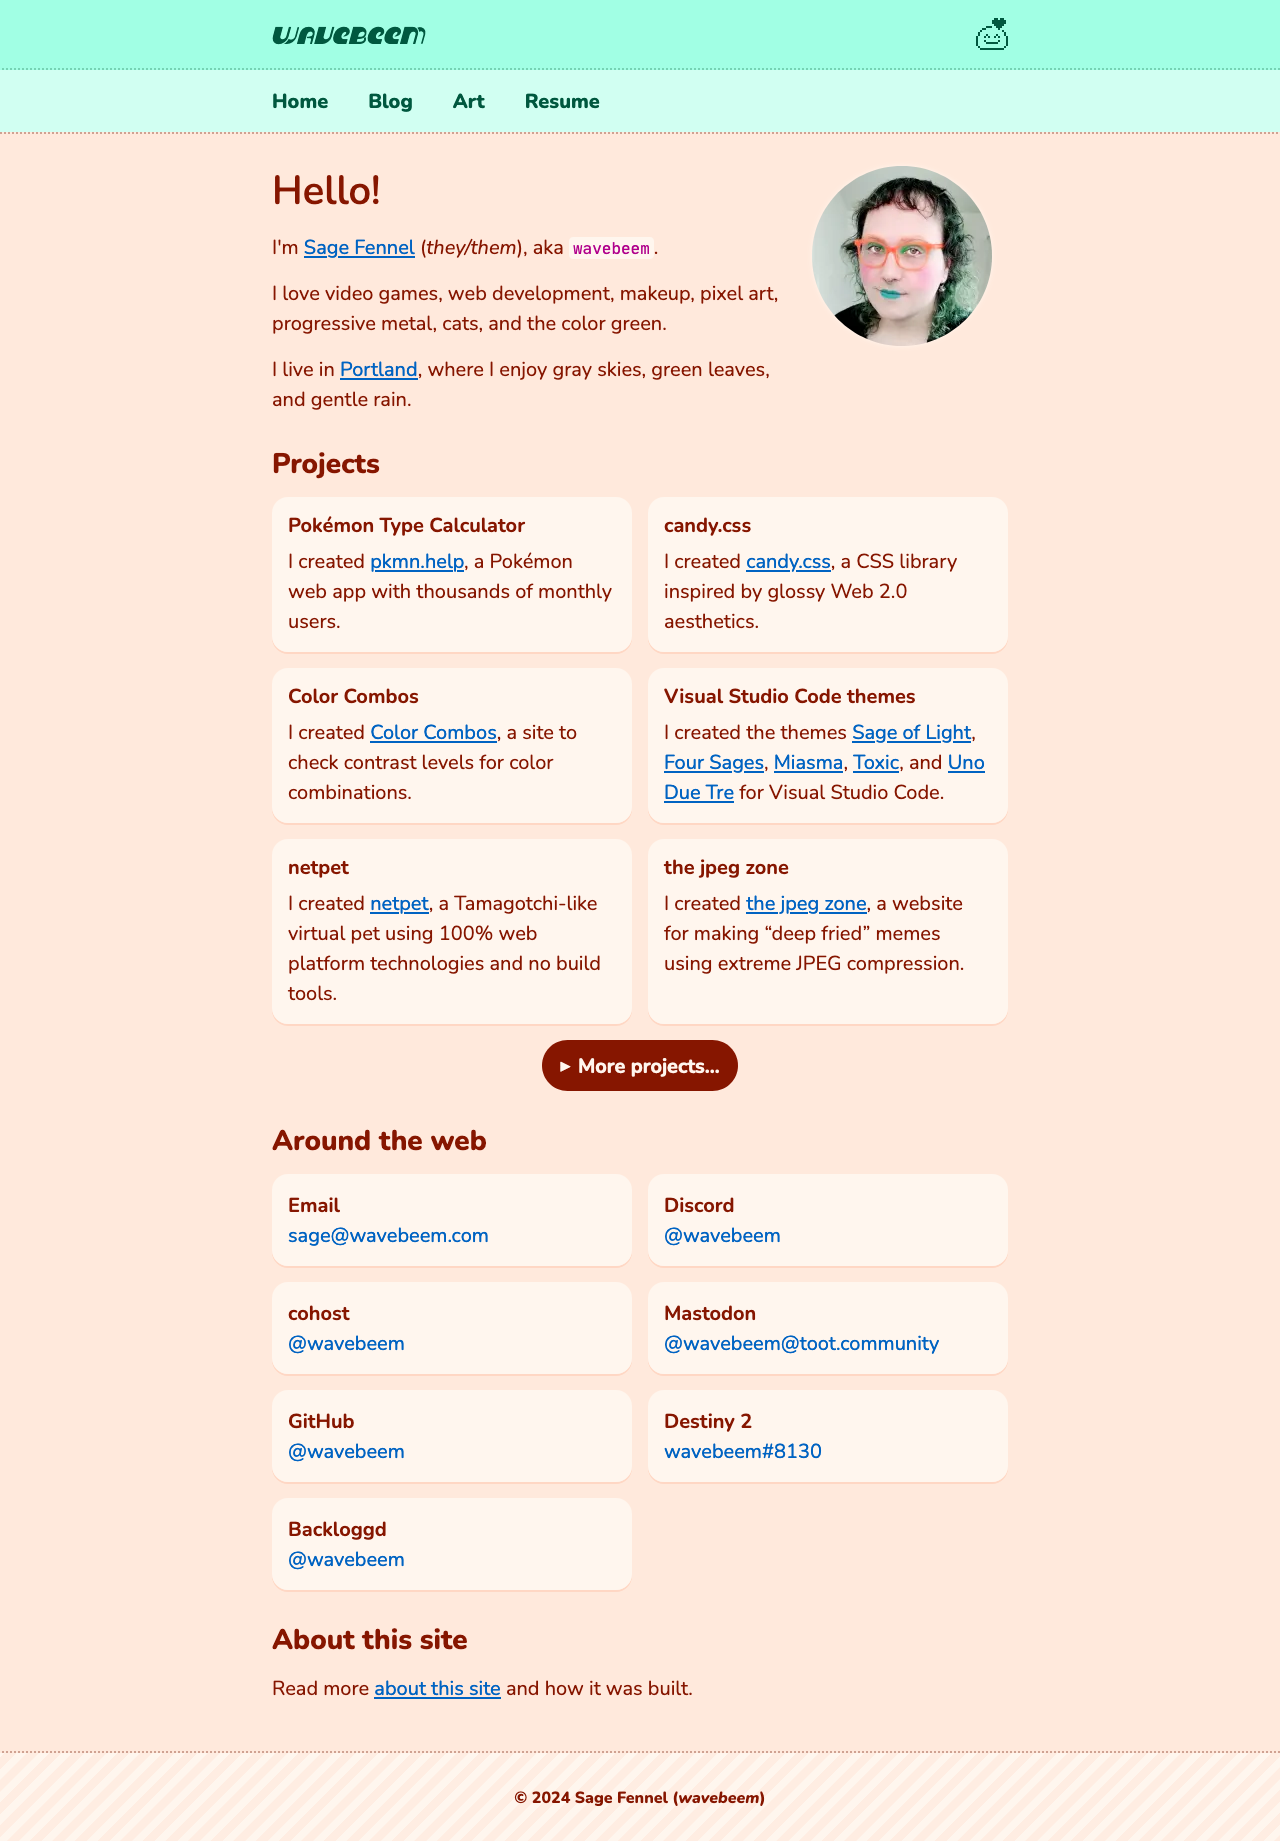 wavebeem
Home Blog Art Resume
Hello!
I'm Sage Fennel (they/them), aka wavebeem.
I love video games, web development, makeup, pixel art,
progressive metal, cats, and the color green.
I live in Portland, where I enjoy gray skies, green leaves,
and gentle rain.
Projects
Pokémon Type Calculator
I created pkmn.help, a Pokémon
web app with thousands of monthly
users.
candy.css
I created candy.css, a CSS library
inspired by glossy Web 2.0
aesthetics.
Color Combos
I created Color Combos, a site to
check contrast levels for color
combinations.
Visual Studio Code themes
I created the themes Sage of Light,
Four Sages, Miasma, Toxic, and Uno
Due Tre for Visual Studio Code.
netpet
I created netpet, a Tamagotchi-like
virtual pet using 100% web
platform technologies and no build
tools.
the jpeg zone
I created the jpeg zone, a website
for making “deep fried” memes
using extreme JPEG compression.
▸ More projects...
Around the web
Email
sage@wavebeem.com
Discord
@wavebeem
cohost
@wavebeem
Mastodon
@wavebeem@toot.community
GitHub
@wavebeem
Destiny 2
wavebeem#8130
Backloggd
@wavebeem
About this site
Read more about this site and how it was built.
© 2024 Sage Fennel (wavebeem)